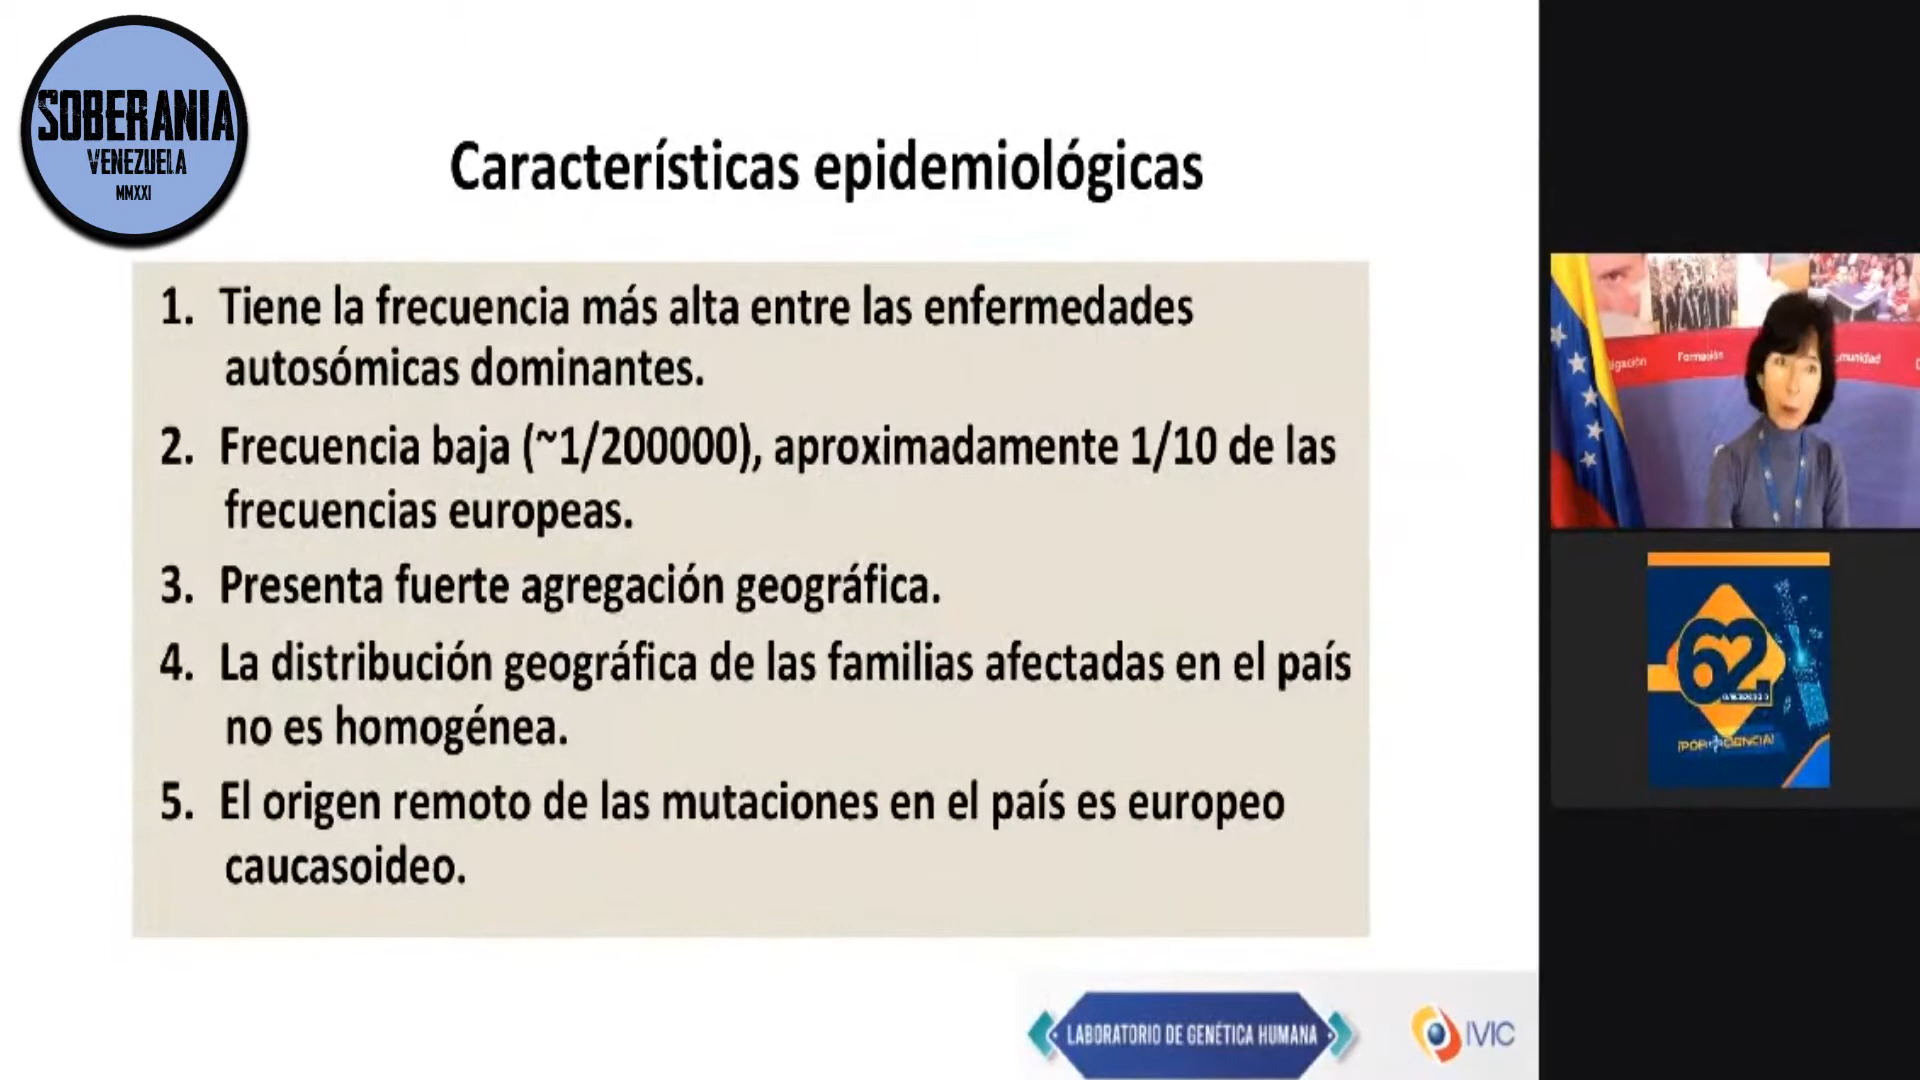 SOBERANIA
VENEZUELA
MMXXI
Características epidemiológicas
1. Tiene la frecuencia más alta entre las enfermedades
autosómicas dominantes.
2. Frecuencia baja (~1/200000), aproximadamente 1/10 de las
frecuencias europeas.
3. Presenta fuerte agregación geográfica.
4. La distribución geográfica de las familias afectadas en el país
no es homogénea.
5. El origen remoto de las mutaciones en el país es europeo
caucasoideo.
LABORATORIO DE GENÉTICA HUMANA
IVIC
igación
Formación
omunidad
62